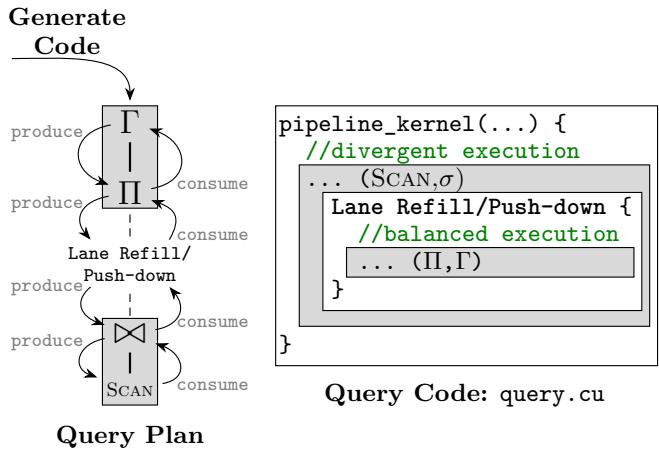 Generate
Code
Γ
produce
Π
consume
produce
consume
Lane Refill/
Push-down
produce
⋈
consume
produce
SCAN
consume
Query Plan
pipeline_kernel(...) {
//divergent execution
... (SCAN,σ)
Lane Refill/Push-down {
//balanced execution
... (Π,Γ)
}
}
Query Code: query.cu